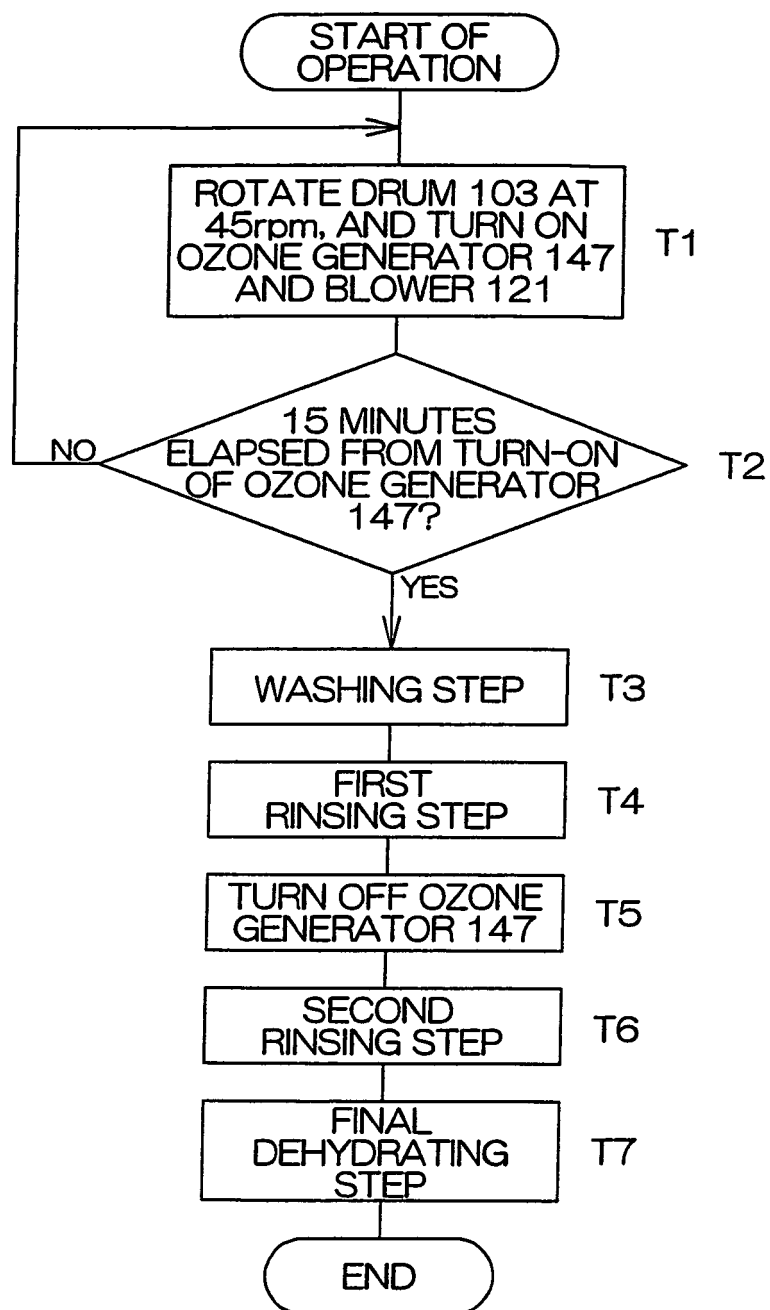 START OF
OPERATION
ROTATE DRUM 103 AT
45rpm, AND TURN ON
OZONE GENERATOR 147
AND BLOWER 121
T1
15 MINUTES
ELAPSED FROM TURN-ON
OF OZONE GENERATOR
147?
T2
NO
YES
WASHING STEP
T3
FIRST
RINSING STEP
T4
TURN OFF OZONE
GENERATOR 147
T5
SECOND
RINSING STEP
T6
FINAL
DEHYDRATING
STEP
T7
END